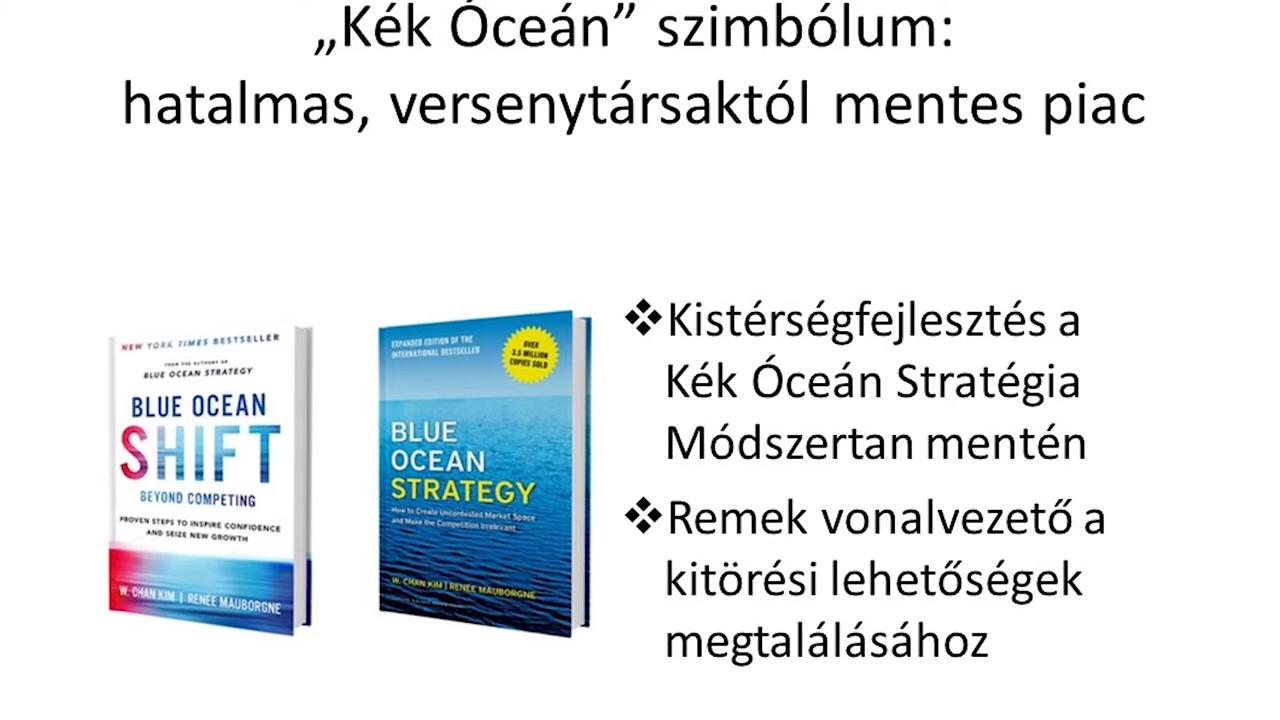 „Kék Óceán” szimbólum:
hatalmas, versenytársaktól mentes piac
NEW YORK TIMES BESTSELLER
FROM THE AUTHORS OF
BLUE OCEAN STRATEGY
BLUE OCEAN
SHIFT
BEYOND COMPETING
PROVEN STEPS TO INSPIRE CONFIDENCE
AND SEIZE NEW GROWTH
W. CHAN KIM | RENÉE MAUBORGNE
EXPANDED EDITION OF THE
INTERNATIONAL BESTSELLER
OVER
3.5 MILLION
COPIES SOLD
BLUE
OCEAN
STRATEGY
How to Create Uncontested Market Space
and Make the Competition Irrelevant
W. CHAN KIM | RENÉE MAUBORGNE
❖Kistérségfejlesztés a
Kék Óceán Stratégia
Módszertan mentén
❖Remek vonalvezető a
kitörési lehetőségek
megtalálásához